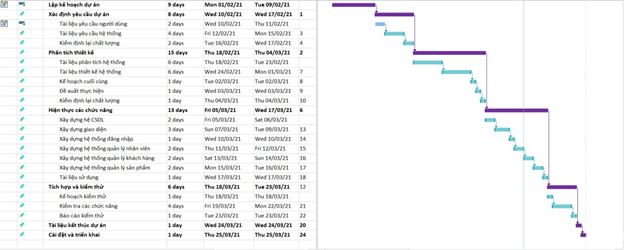 Lập kế hoạch dự án 9 days Mon 01/02/21 Tue 09/02/21
Xác định yêu cầu dự án 8 days Wed 10/02/21 Wed 17/02/21 1
Tài liệu yêu cầu người dùng 2 days Wed 10/02/21 Thu 11/02/21
Tài liệu yêu cầu hệ thống 4 days Fri 12/02/21 Mon 15/02/21 3
Kiểm định lại chất lượng 2 days Tue 16/02/21 Wed 17/02/21 4
Phân tích thiết kế 15 days Thu 18/02/21 Thu 04/03/21 2
Tài liệu phân tích hệ thống 6 days Thu 18/02/21 Tue 23/02/21
Tài liệu thiết kế hệ thống 6 days Wed 24/02/21 Mon 01/03/21 7
Kế hoạch cuối cùng 1 day Tue 02/03/21 Tue 02/03/21 8
Đề xuất thực hiện 1 day Wed 03/03/21 Wed 03/03/21 9
Kiểm định lại chất lượng 1 day Thu 04/03/21 Thu 04/03/21 10
Hiện thực các chức năng 13 days Fri 05/03/21 Wed 17/03/21 6
Xây dựng hệ CSDL 2 days Fri 05/03/21 Sat 06/03/21
Xây dựng giao diện 3 days Sun 07/03/21 Tue 09/03/21 13
Xây dựng hệ thống đăng nhập 1 day Wed 10/03/21 Wed 10/03/21 14
Xây dựng hệ thống quản lý nhân viên 2 days Thu 11/03/21 Fri 12/03/21 15
Xây dựng hệ thống quản lý khách hàng 2 days Sat 13/03/21 Sun 14/03/21 16
Xây dựng hệ thống quản lý sản phẩm 2 days Mon 15/03/21 Tue 16/03/21 17
Tài liệu sử dụng 1 day Wed 17/03/21 Wed 17/03/21 18
Tích hợp và kiểm thử 6 days Thu 18/03/21 Tue 23/03/21 12
Kế hoạch kiểm thử 1 day Thu 18/03/21 Thu 18/03/21
Kiểm tra các chức năng 4 days Fri 19/03/21 Mon 22/03/21 21
Báo cáo kiểm thử 1 day Tue 23/03/21 Tue 23/03/21 22
Tài liệu kết thúc dự án 1 day Wed 24/03/21 Wed 24/03/21 20
Cài đặt và triển khai 1 day Thu 25/03/21 Thu 25/03/21 24